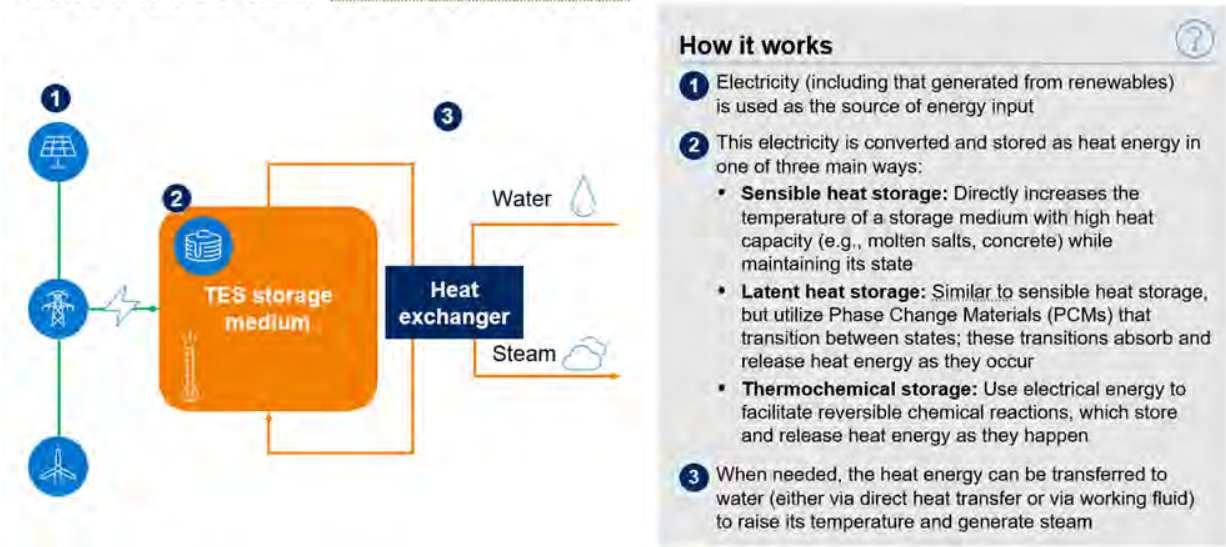 1
3
2
Water
TES storage
medium
Heat
exchanger
Steam
How it works
?
1 Electricity (including that generated from renewables)
is used as the source of energy input
2 This electricity is converted and stored as heat energy in
one of three main ways:
• Sensible heat storage: Directly increases the
temperature of a storage medium with high heat
capacity (e.g., molten salts, concrete) while
maintaining its state
• Latent heat storage: Similar to sensible heat storage,
but utilize Phase Change Materials (PCMs) that
transition between states; these transitions absorb and
release heat energy as they occur
• Thermochemical storage: Use electrical energy to
facilitate reversible chemical reactions, which store
and release heat energy as they happen
3 When needed, the heat energy can be transferred to
water (either via direct heat transfer or via working fluid)
to raise its temperature and generate steam